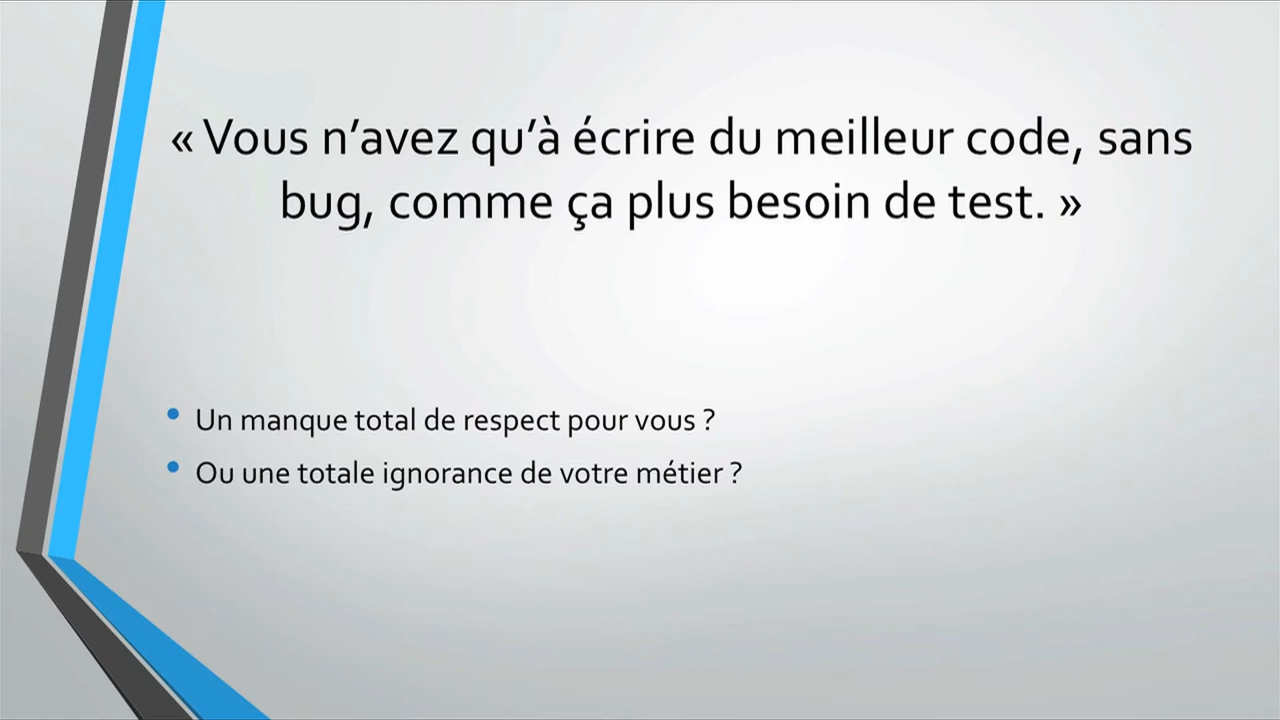 « Vous n’avez qu’à écrire du meilleur code, sans
bug, comme ça plus besoin de test. »
• Un manque total de respect pour vous ?
• Ou une totale ignorance de votre métier ?